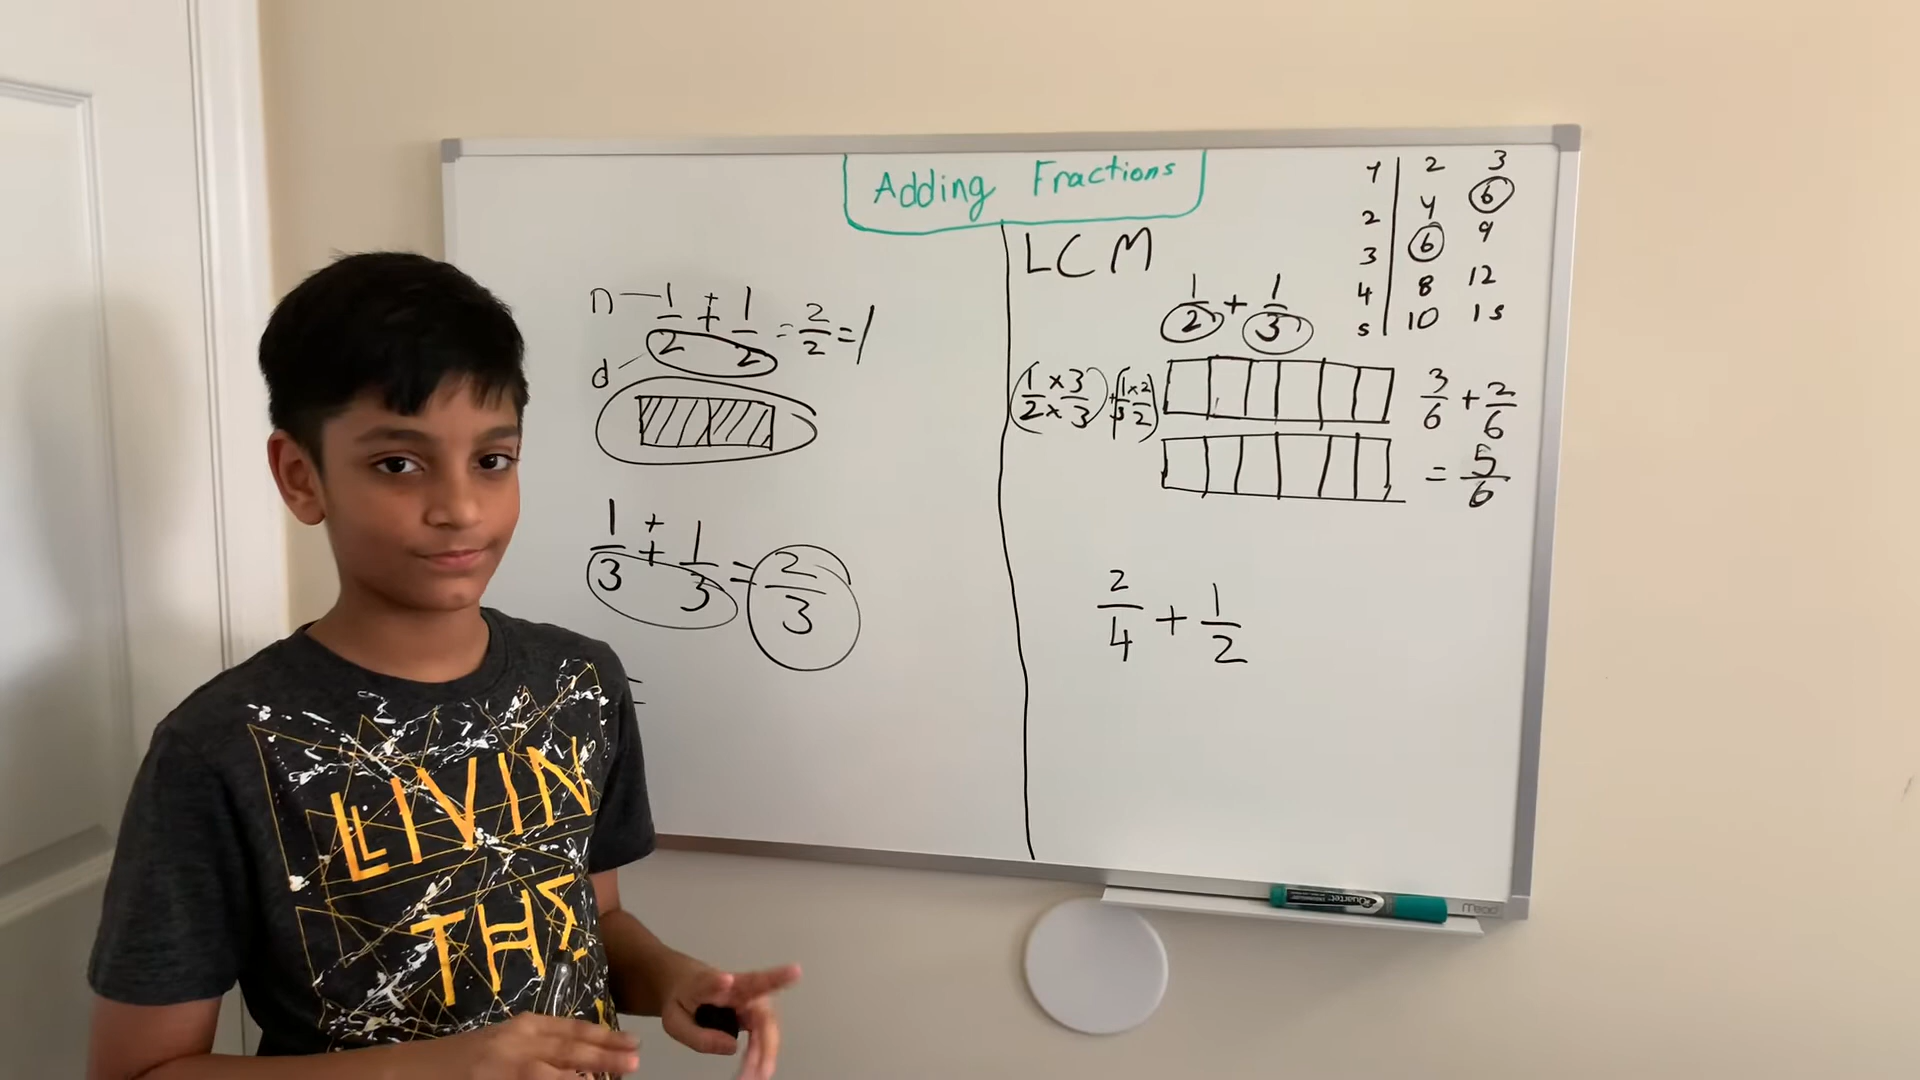 Adding Fractions
n — 1/2 + 1/2 = 2/2 = 1
d
1/3 + 1/3 = 2/3
LCM
1/2 + 1/3
1 2 3
2 4 6
3 6 9
4 8 12
5 10 15
(1/2 × 3/3) + (1/3 × 2/2)
3/6 + 2/6
= 5/6
2/4 + 1/2
LIVIN
THE
Quartet
Mead